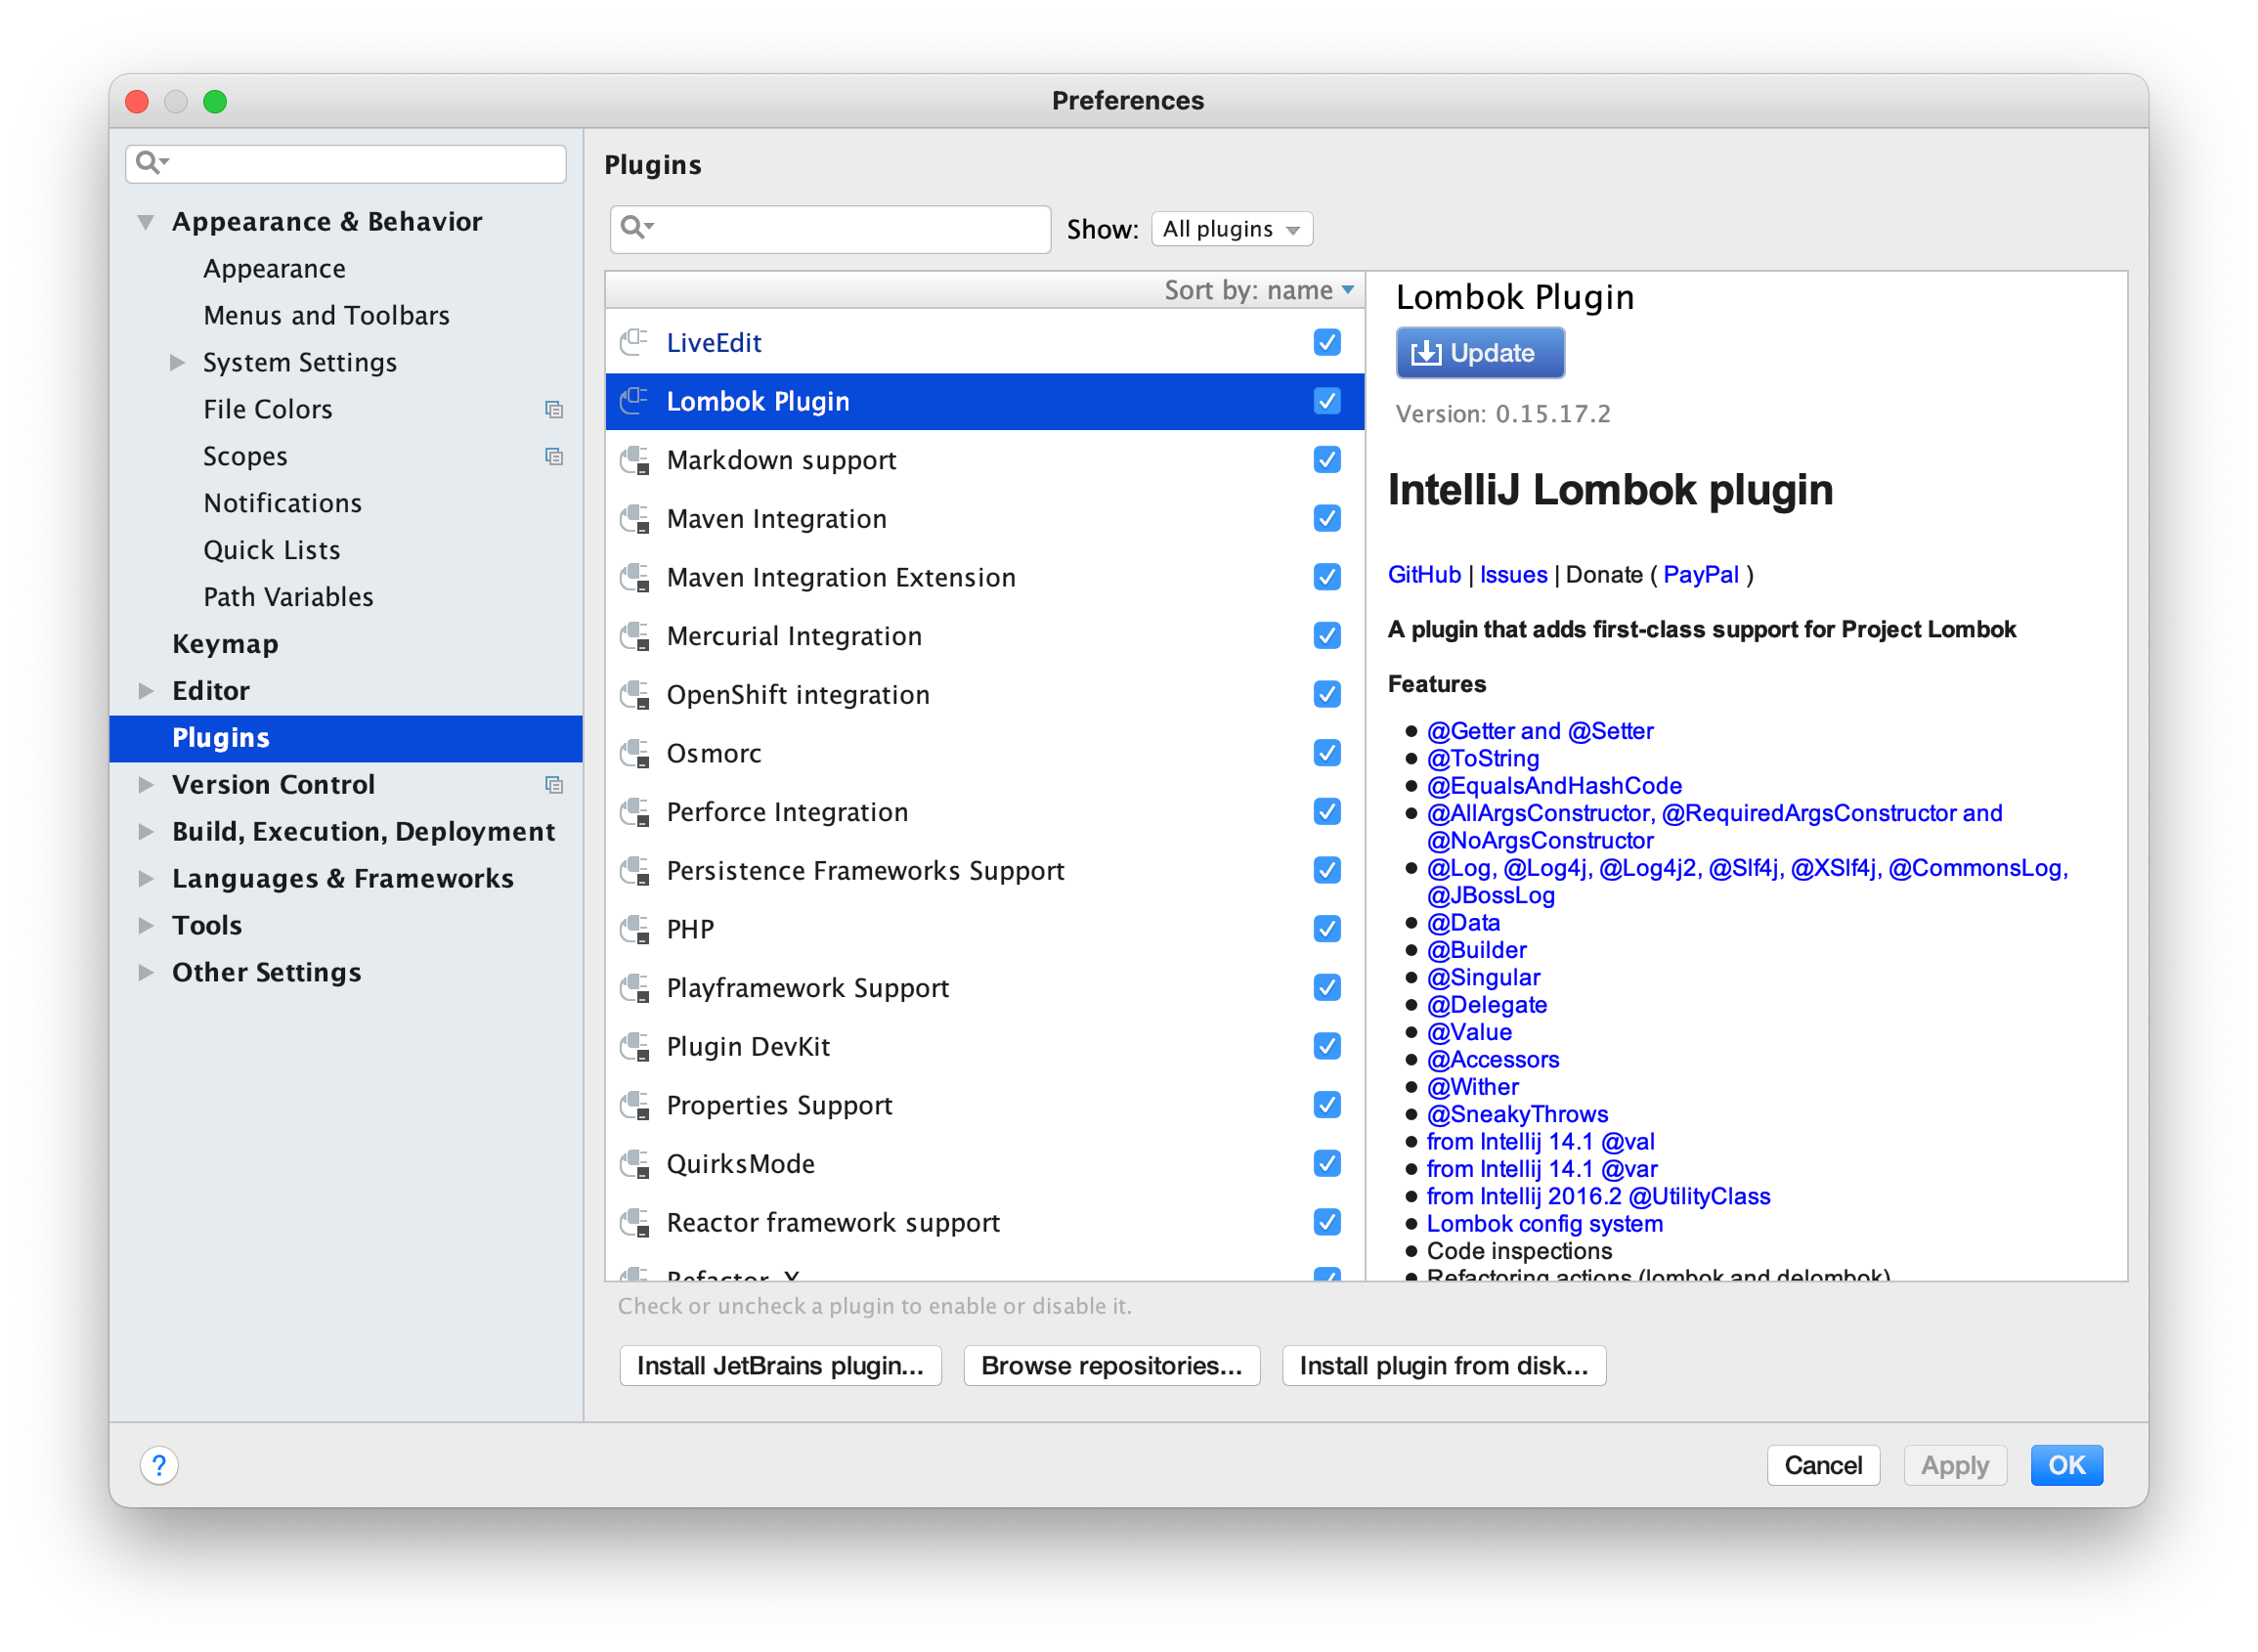 Preferences
Appearance & Behavior
Appearance
Menus and Toolbars
System Settings
File Colors
Scopes
Notifications
Quick Lists
Path Variables
Keymap
Editor
Plugins
Version Control
Build, Execution, Deployment
Languages & Frameworks
Tools
Other Settings
Plugins
Show: All plugins
Sort by: name
LiveEdit
Lombok Plugin
Markdown support
Maven Integration
Maven Integration Extension
Mercurial Integration
OpenShift integration
Osmorc
Perforce Integration
Persistence Frameworks Support
PHP
Playframework Support
Plugin DevKit
Properties Support
QuirksMode
Reactor framework support
Refactor-X
Lombok Plugin
Update
Version: 0.15.17.2
IntelliJ Lombok plugin
GitHub | Issues | Donate ( PayPal )
A plugin that adds first-class support for Project Lombok
Features
@Getter and @Setter
@ToString
@EqualsAndHashCode
@AllArgsConstructor, @RequiredArgsConstructor and
@NoArgsConstructor
@Log, @Log4j, @Log4j2, @Slf4j, @XSlf4j, @CommonsLog,
@JBossLog
@Data
@Builder
@Singular
@Delegate
@Value
@Accessors
@Wither
@SneakyThrows
from Intellij 14.1 @val
from Intellij 14.1 @var
from Intellij 2016.2 @UtilityClass
Lombok config system
Code inspections
Refactoring actions (lombok and delombok)
Check or uncheck a plugin to enable or disable it.
Install JetBrains plugin...
Browse repositories...
Install plugin from disk...
?
Cancel
Apply
OK